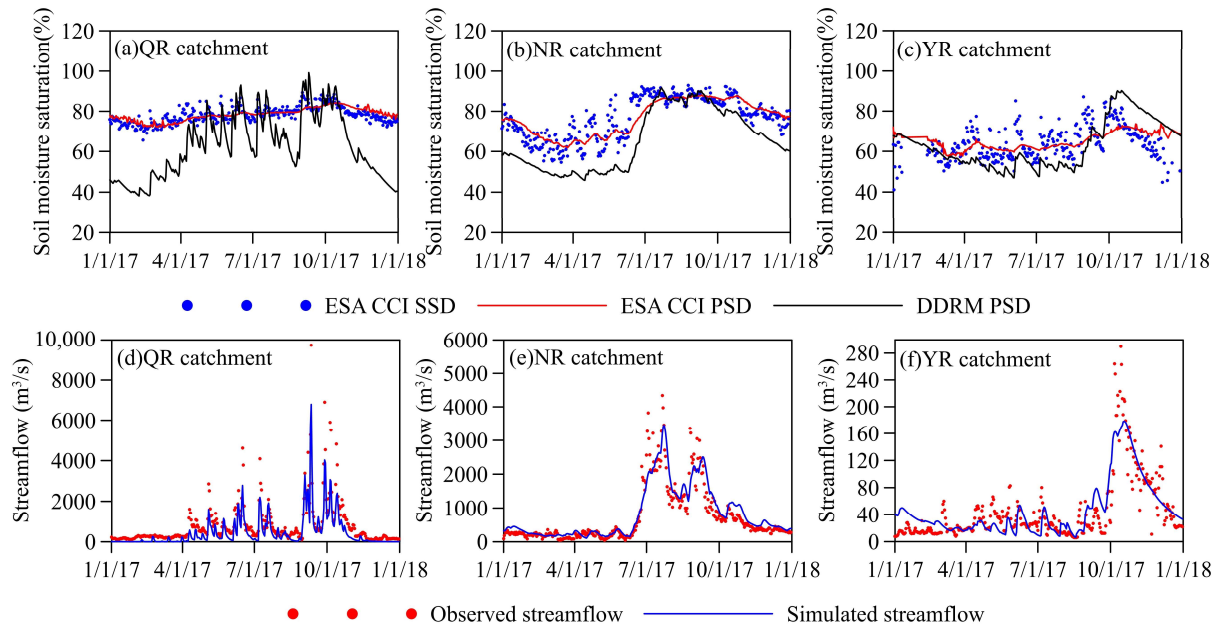 (a)QR catchment
(b)NR catchment
(c)YR catchment
Soil moisture saturation(%)
Soil moisture saturation(%)
Soil moisture saturation(%)
120
100
80
60
40
20
120
100
80
60
40
20
120
100
80
60
40
20
1/1/17 4/1/17 7/1/17 10/1/17 1/1/18
1/1/17 4/1/17 7/1/17 10/1/17 1/1/18
1/1/17 4/1/17 7/1/17 10/1/17 1/1/18
ESA CCI SSD ESA CCI PSD DDRM PSD
(d)QR catchment
(e)NR catchment
(f)YR catchment
Streamflow (m³/s)
Streamflow (m³/s)
Streamflow (m³/s)
10,000
8000
6000
4000
2000
0
6000
5000
4000
3000
2000
1000
0
280
240
200
160
120
80
40
0
1/1/17 4/1/17 7/1/17 10/1/17 1/1/18
1/1/17 4/1/17 7/1/17 10/1/17 1/1/18
1/1/17 4/1/17 7/1/17 10/1/17 1/1/18
Observed streamflow Simulated streamflow